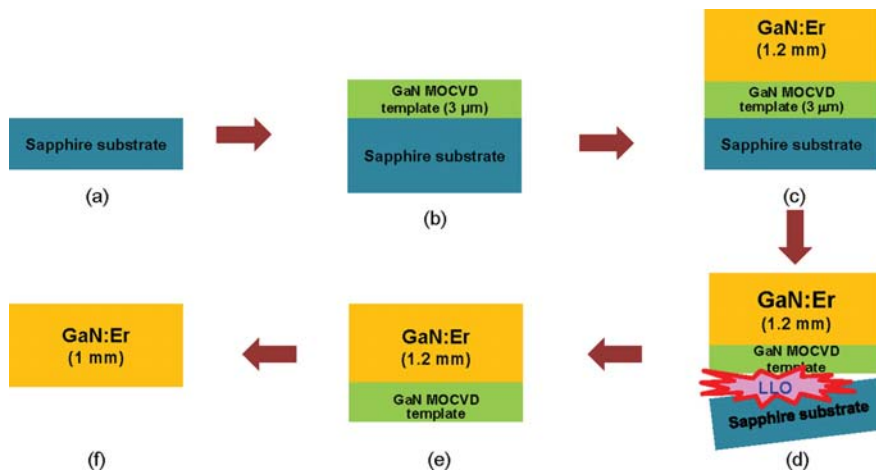 Sapphire substrate
(a)
GaN MOCVD
template (3 μm)
Sapphire substrate
(b)
GaN:Er
(1.2 mm)
GaN MOCVD
template (3 μm)
Sapphire substrate
(c)
GaN:Er
(1.2 mm)
GaN MOCVD
template
LLO
Sapphire substrate
(d)
GaN:Er
(1.2 mm)
GaN MOCVD
template
(e)
GaN:Er
(1 mm)
(f)